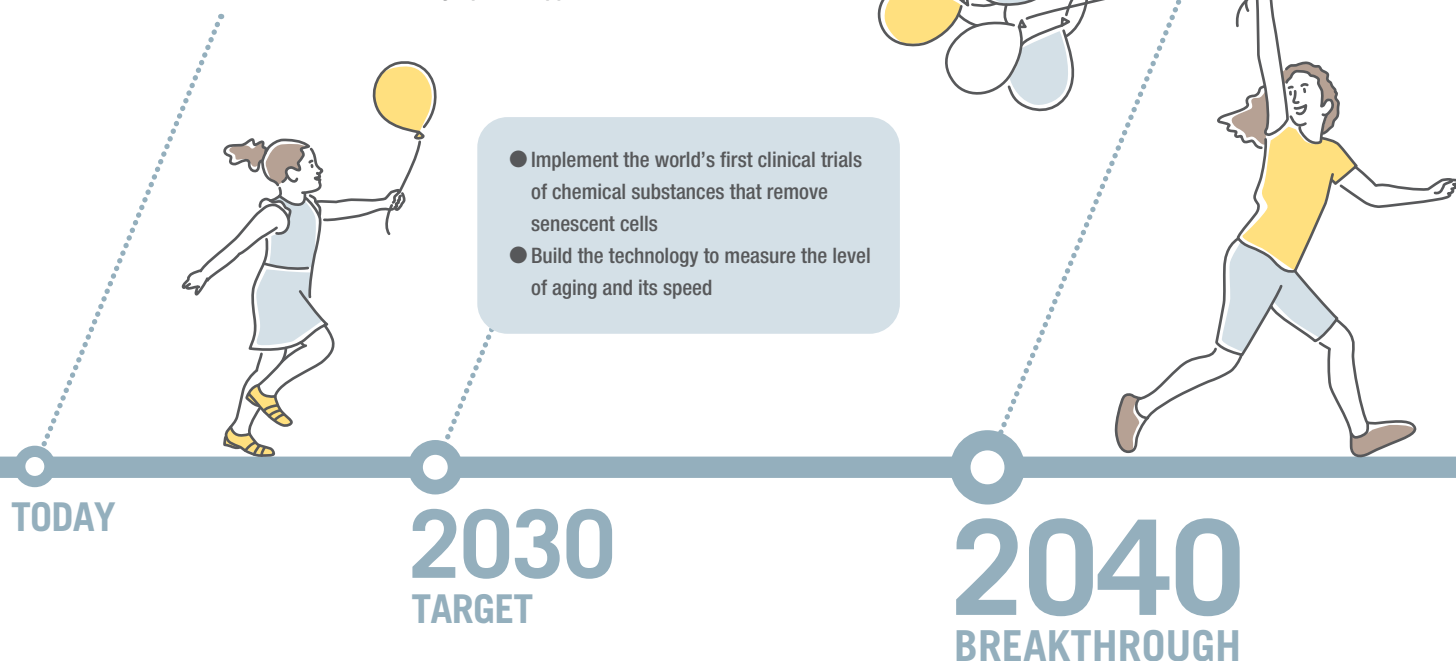 ● Implement the world's first clinical trials
of chemical substances that remove
senescent cells
● Build the technology to measure the level
of aging and its speed
TODAY
2030
TARGET
2040
BREAKTHROUGH